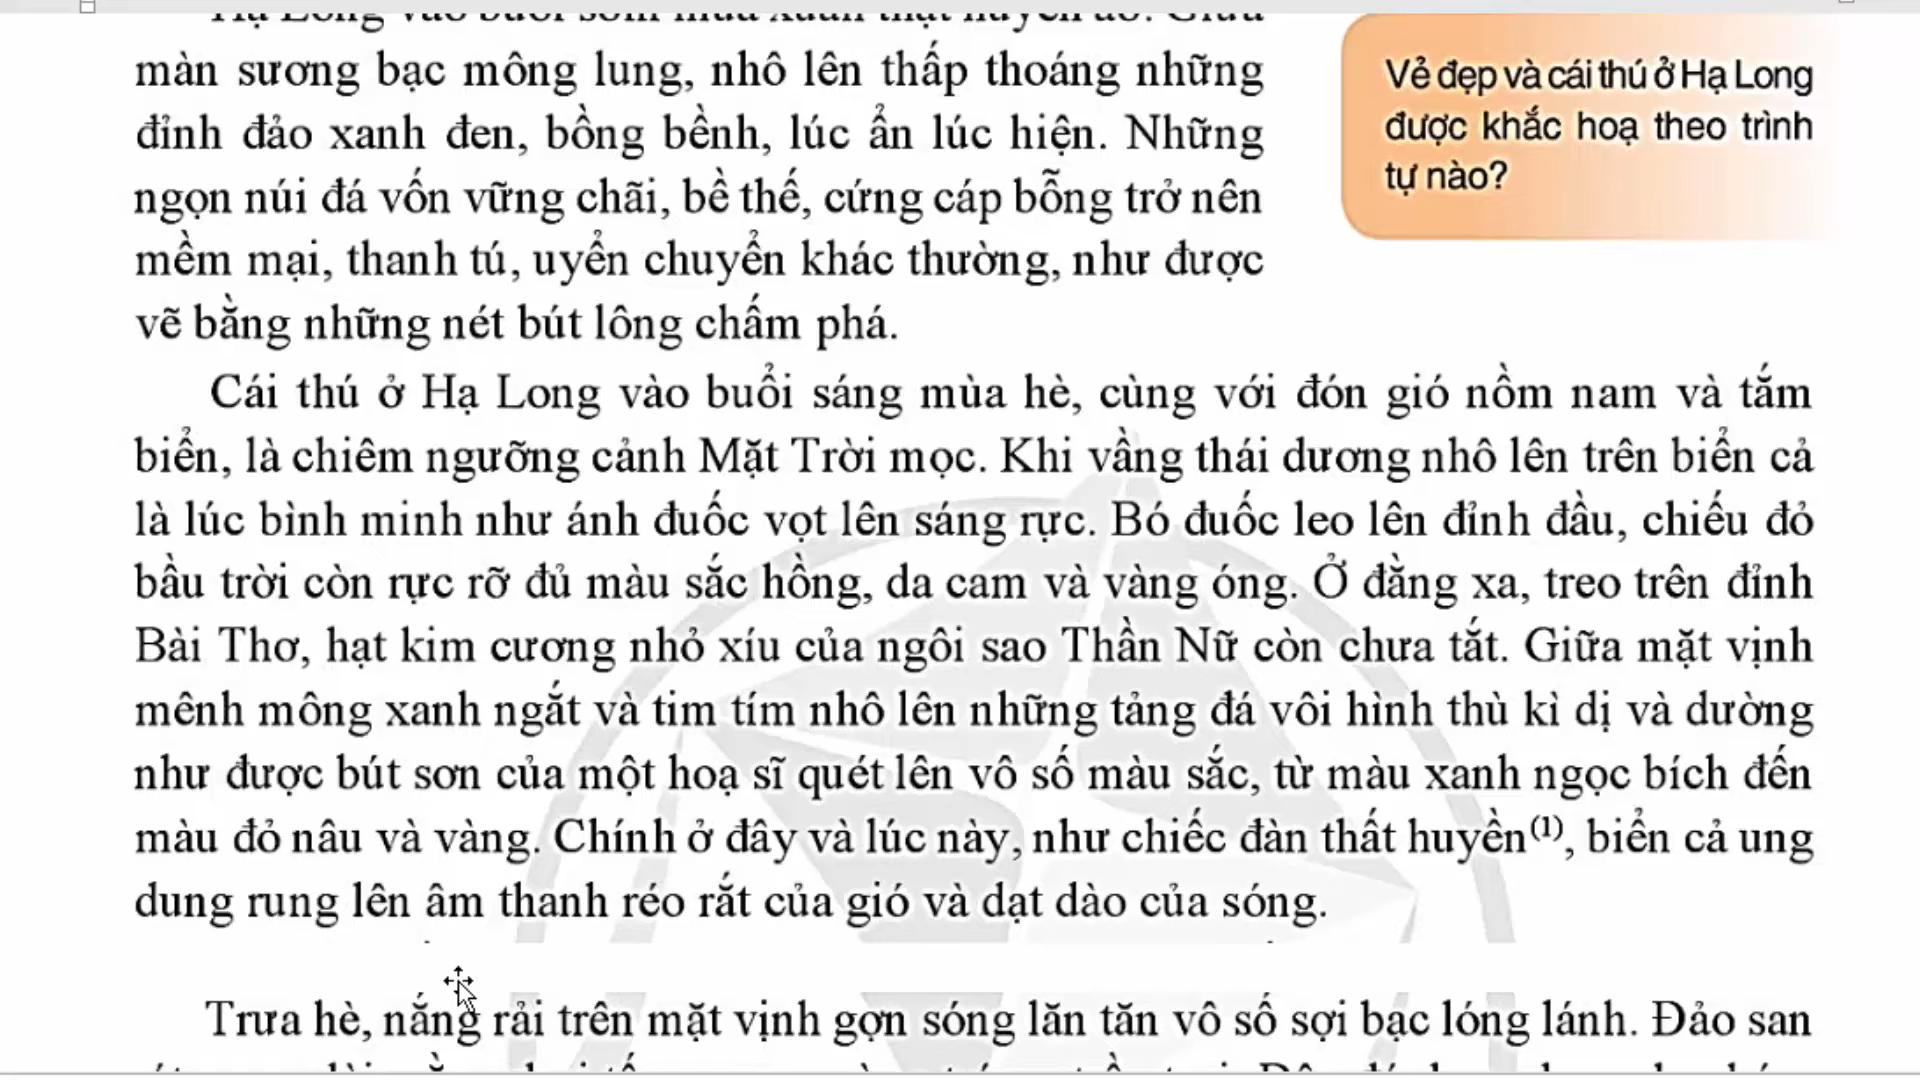 Hạ Long vào buổi sớm mùa xuân thật huyền ảo. Giữa
màn sương bạc mông lung, nhô lên thấp thoáng những
đỉnh đảo xanh đen, bồng bềnh, lúc ẩn lúc hiện. Những
ngọn núi đá vốn vững chãi, bề thế, cứng cáp bỗng trở nên
mềm mại, thanh tú, uyển chuyển khác thường, như được
vẽ bằng những nét bút lông chấm phá.
Vẻ đẹp và cái thú ở Hạ Long
được khắc hoạ theo trình
tự nào?
Cái thú ở Hạ Long vào buổi sáng mùa hè, cùng với đón gió nồm nam và tắm
biển, là chiêm ngưỡng cảnh Mặt Trời mọc. Khi vầng thái dương nhô lên trên biển cả
là lúc bình minh như ánh đuốc vọt lên sáng rực. Bó đuốc leo lên đỉnh đầu, chiếu đỏ
bầu trời còn rực rỡ đủ màu sắc hồng, da cam và vàng óng. Ở đằng xa, treo trên đỉnh
Bài Thơ, hạt kim cương nhỏ xíu của ngôi sao Thần Nữ còn chưa tắt. Giữa mặt vịnh
mênh mông xanh ngắt và tim tím nhô lên những tảng đá vôi hình thù kì dị và dường
như được bút sơn của một hoạ sĩ quét lên vô số màu sắc, từ màu xanh ngọc bích đến
màu đỏ nâu và vàng. Chính ở đây và lúc này, như chiếc đàn thất huyền(1), biển cả ung
dung rung lên âm thanh réo rắt của gió và dạt dào của sóng.
Trưa hè, nắng rải trên mặt vịnh gợn sóng lăn tăn vô số sợi bạc lóng lánh. Đảo san